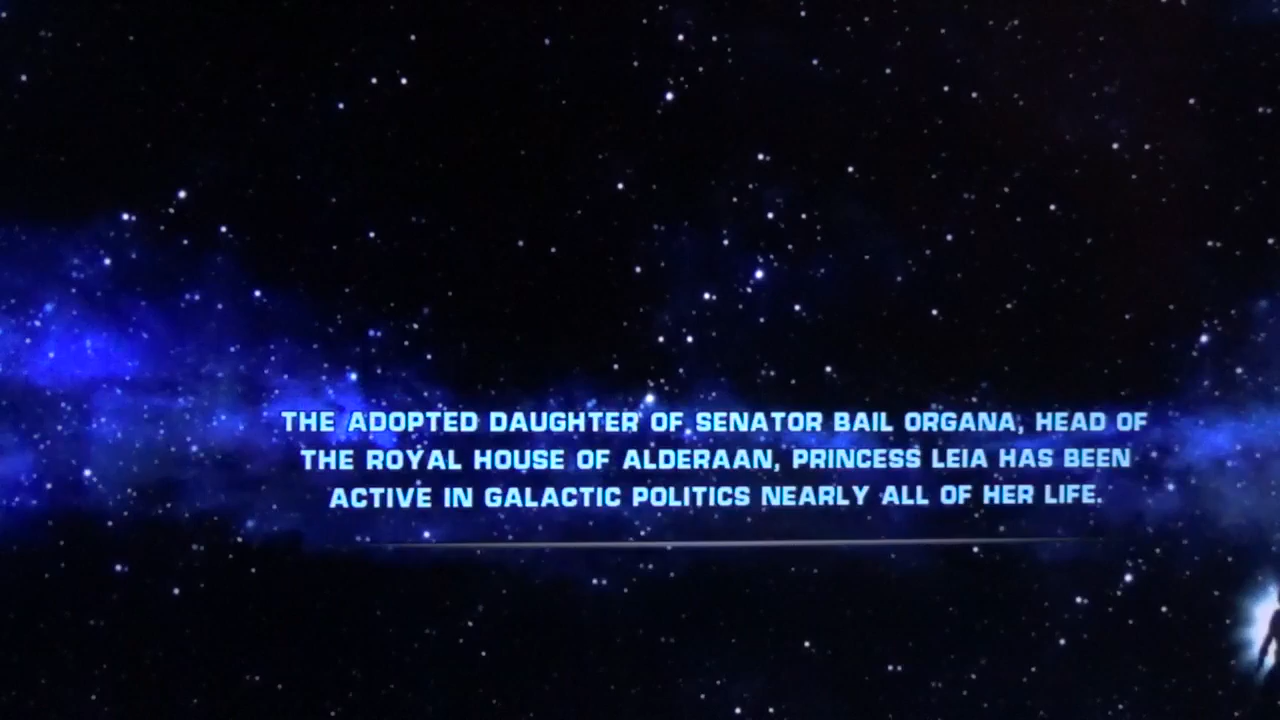 THE ADOPTED DAUGHTER OF SENATOR BAIL ORGANA, HEAD OF
THE ROYAL HOUSE OF ALDERAAN, PRINCESS LEIA HAS BEEN
ACTIVE IN GALACTIC POLITICS NEARLY ALL OF HER LIFE.